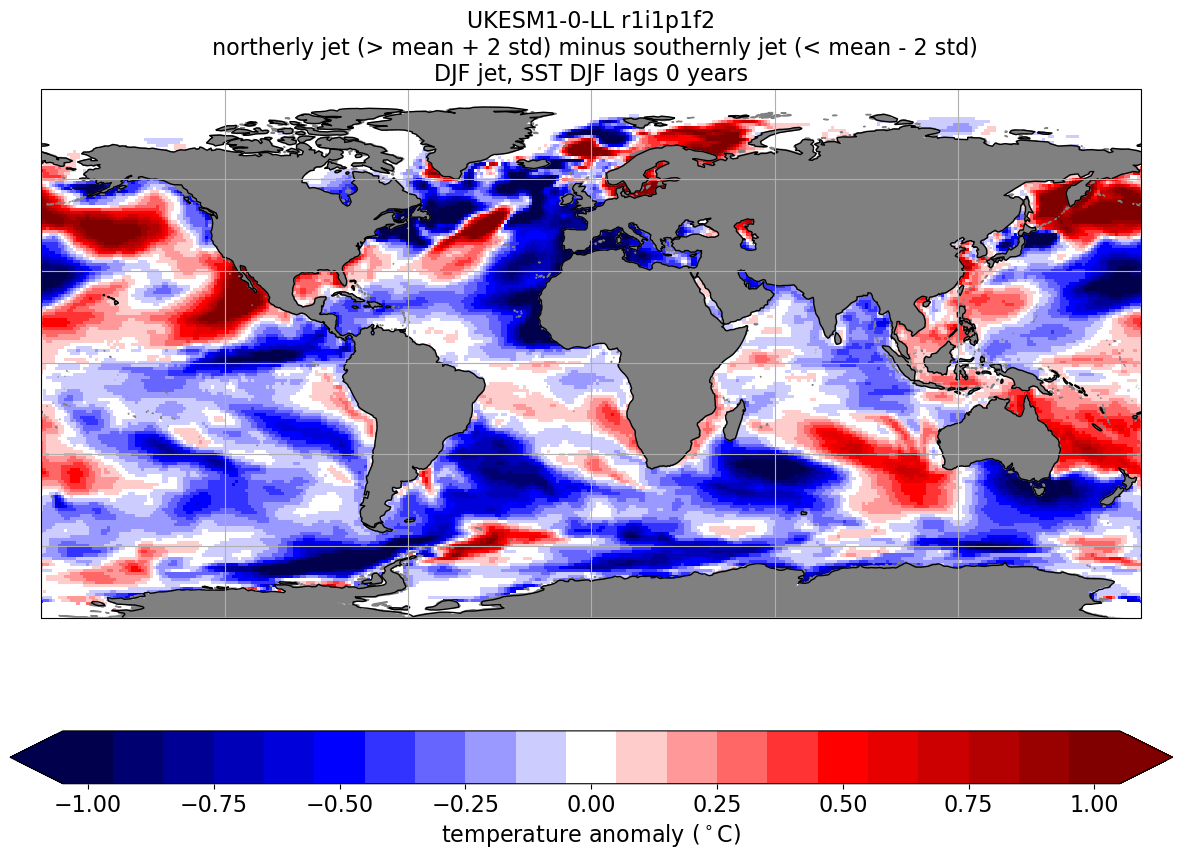 UKESM1-0-LL r1i1p1f2
northerly jet (> mean + 2 std) minus southernly jet (< mean - 2 std)
DJF jet, SST DJF lags 0 years
−1.00 −0.75 −0.50 −0.25 0.00 0.25 0.50 0.75 1.00
temperature anomaly (°C)